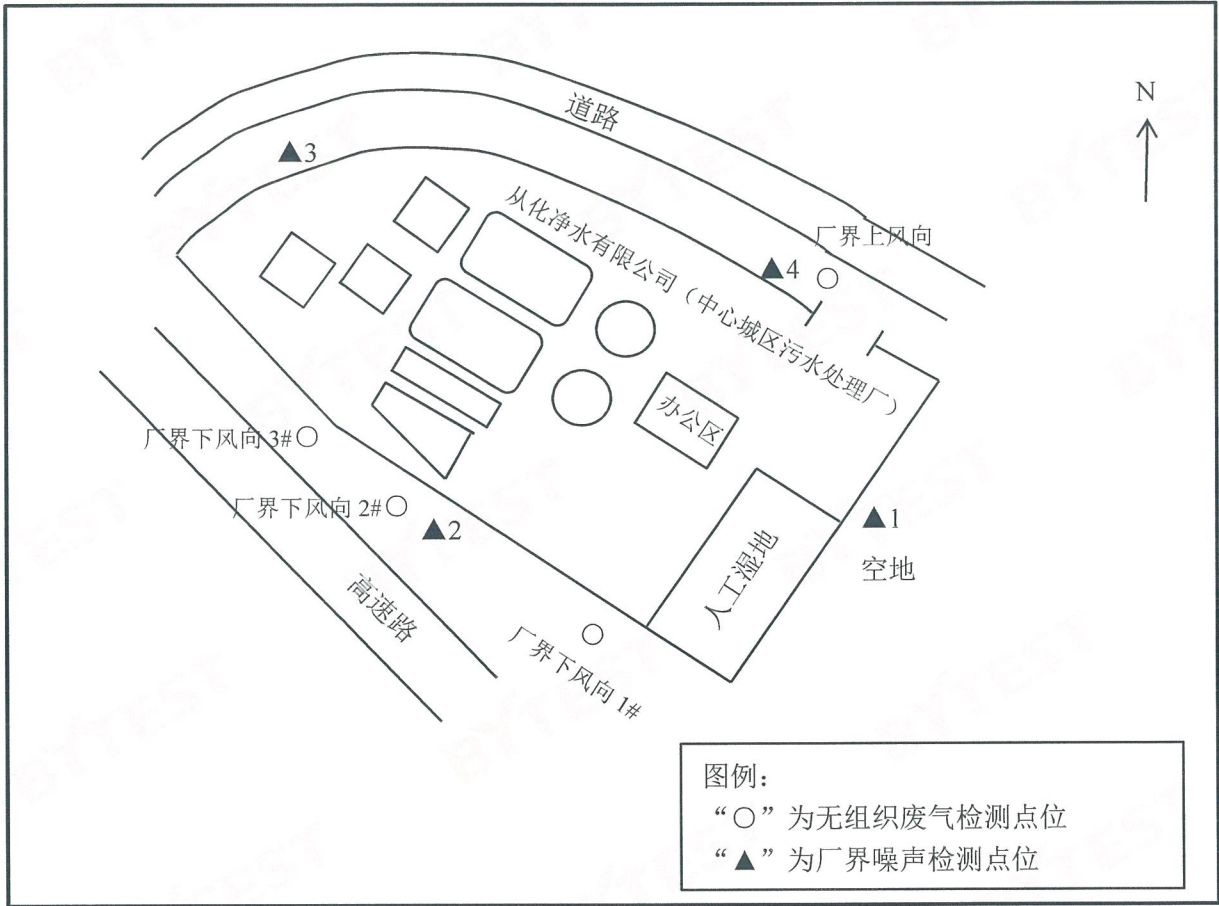 N
道路
▲3
从化净水有限公司（中心城区污水处理厂）
厂界上风向
▲4
办公区
厂界下风向 3#
厂界下风向 2#
▲2
▲1
空地
人工湿地
高速路
厂界下风向 1#
图例：
“○”为无组织废气检测点位
“▲”为厂界噪声检测点位
BYTEST